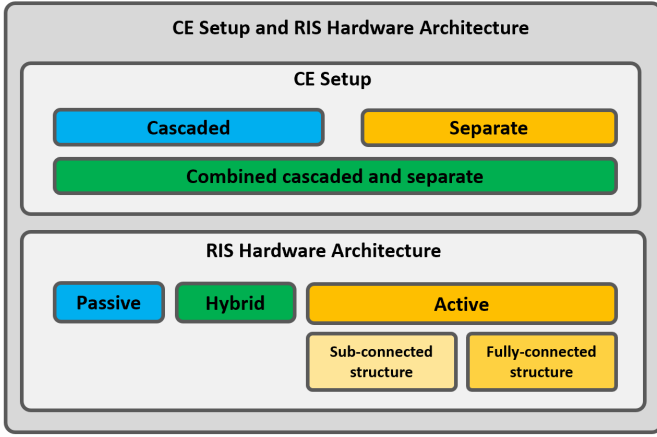 CE Setup and RIS Hardware Architecture
CE Setup
Cascaded
Separate
Combined cascaded and separate
RIS Hardware Architecture
Passive
Hybrid
Active
Sub-connected
structure
Fully-connected
structure